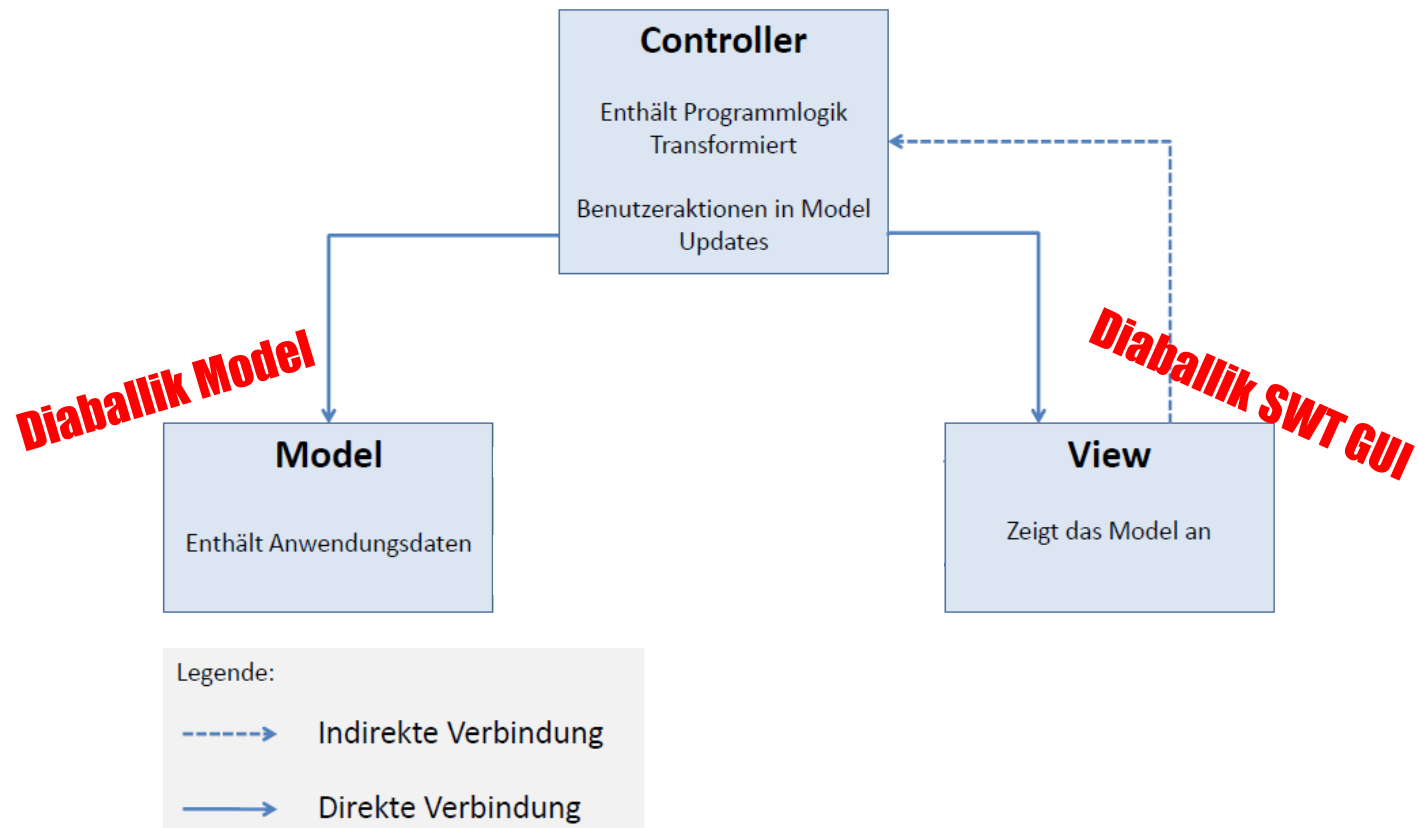 Controller
Enthält Programmlogik
Transformiert
Benutzeraktionen in Model
Updates
Diaballik Model
Diaballik SWT GUI
Model
Enthält Anwendungsdaten
View
Zeigt das Model an
Legende:
Indirekte Verbindung
Direkte Verbindung